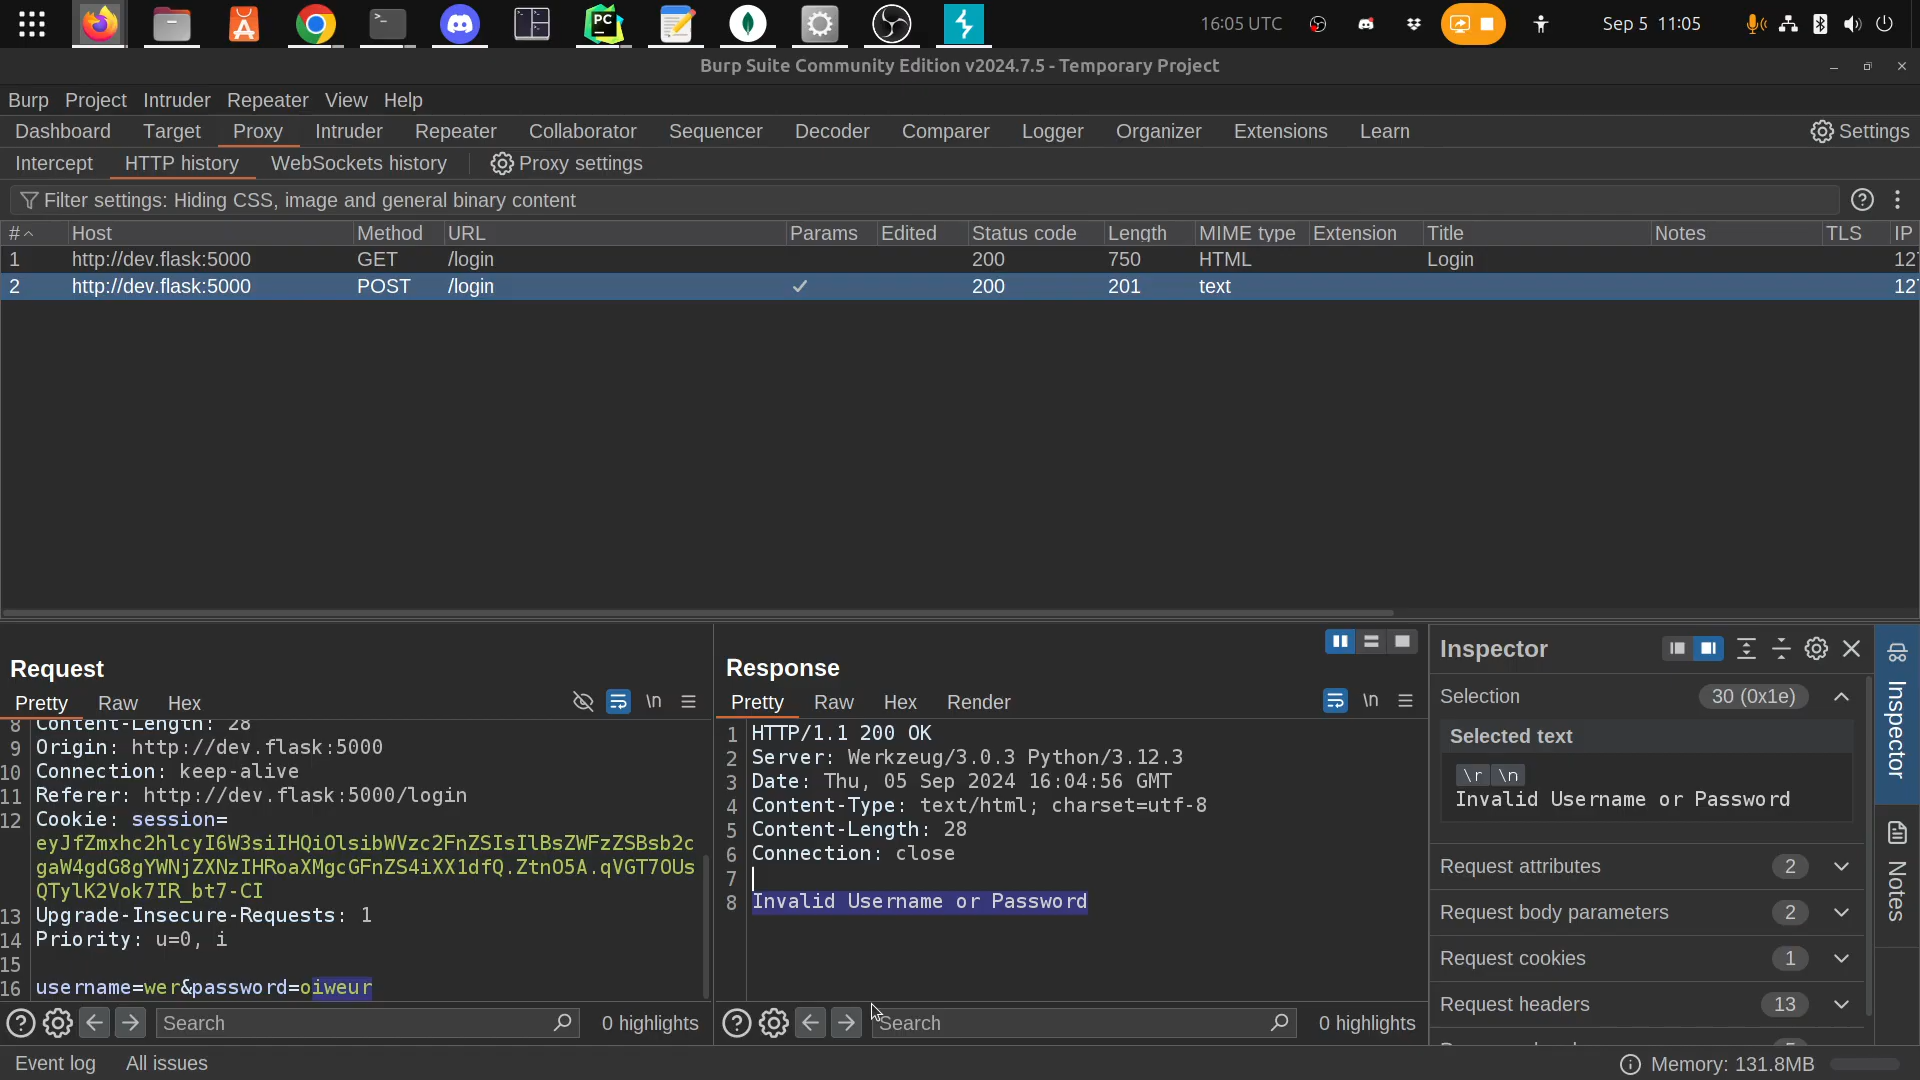 16:05 UTC
Sep 5 11:05
PC
Burp Suite Community Edition v2024.7.5 - Temporary Project
Burp Project Intruder Repeater View Help
Dashboard Target Proxy Intruder Repeater Collaborator Sequencer Decoder Comparer Logger Organizer Extensions Learn Settings
Intercept HTTP history WebSockets history Proxy settings
Filter settings: Hiding CSS, image and general binary content
# Host Method URL Params Edited Status code Length MIME type Extension Title Notes TLS IP
1 http://dev.flask:5000 GET /login 200 750 HTML Login 12
2 http://dev.flask:5000 POST /login ✓ 200 201 text 12
Request
Pretty Raw Hex \n
8 Content-Length: 28
9 Origin: http://dev.flask:5000
10 Connection: keep-alive
11 Referer: http://dev.flask:5000/login
12 Cookie: session=
eyJfZmxhc2hlcyI6W3siIHQiOlsibWVzc2FnZSIsIlBsZWFzZSBsb2c
gaW4gdG8gYWNjZXNzIHRoaXMgcGFnZS4iXX1dfQ.ZtnO5A.qVGT7OUs
QTylK2Vok7IR_bt7-CI
13 Upgrade-Insecure-Requests: 1
14 Priority: u=0, i
15
16 username=wer&password=oiweur
Search 0 highlights
Response
Pretty Raw Hex Render \n
1 HTTP/1.1 200 OK
2 Server: Werkzeug/3.0.3 Python/3.12.3
3 Date: Thu, 05 Sep 2024 16:04:56 GMT
4 Content-Type: text/html; charset=utf-8
5 Content-Length: 28
6 Connection: close
7
8 Invalid Username or Password
Search 0 highlights
Inspector
Selection 30 (0x1e)
Selected text
\r \n
Invalid Username or Password
Request attributes 2
Request body parameters 2
Request cookies 1
Request headers 13
Inspector
Notes
Event log All issues
Memory: 131.8MB